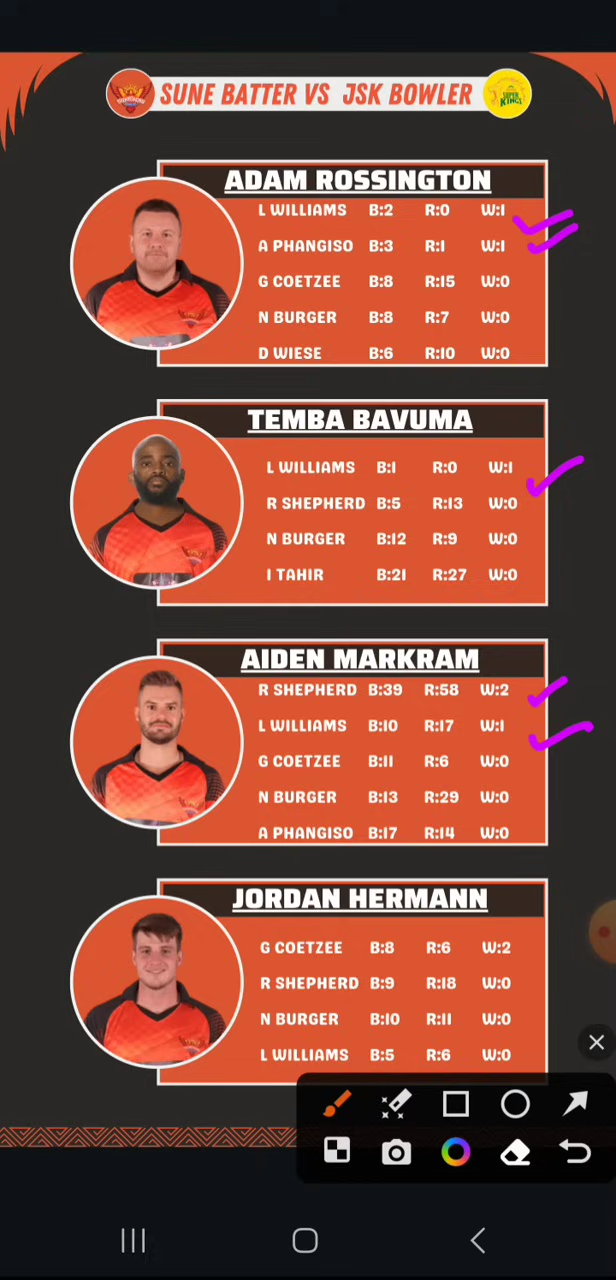 SUNE BATTER VS JSK BOWLER
SUPER KINGS
ADAM ROSSINGTON
L WILLIAMS B:2 R:0 W:1
A PHANGISO B:3 R:1 W:1
G COETZEE B:8 R:15 W:0
N BURGER B:8 R:7 W:0
D WIESE B:6 R:10 W:0
TEMBA BAVUMA
L WILLIAMS B:1 R:0 W:1
R SHEPHERD B:5 R:13 W:0
N BURGER B:12 R:9 W:0
I TAHIR B:21 R:27 W:0
AIDEN MARKRAM
R SHEPHERD B:39 R:58 W:2
L WILLIAMS B:10 R:17 W:1
G COETZEE B:11 R:6 W:0
N BURGER B:13 R:29 W:0
A PHANGISO B:17 R:14 W:0
JORDAN HERMANN
G COETZEE B:8 R:6 W:2
R SHEPHERD B:9 R:18 W:0
N BURGER B:10 R:11 W:0
L WILLIAMS B:5 R:6 W:0